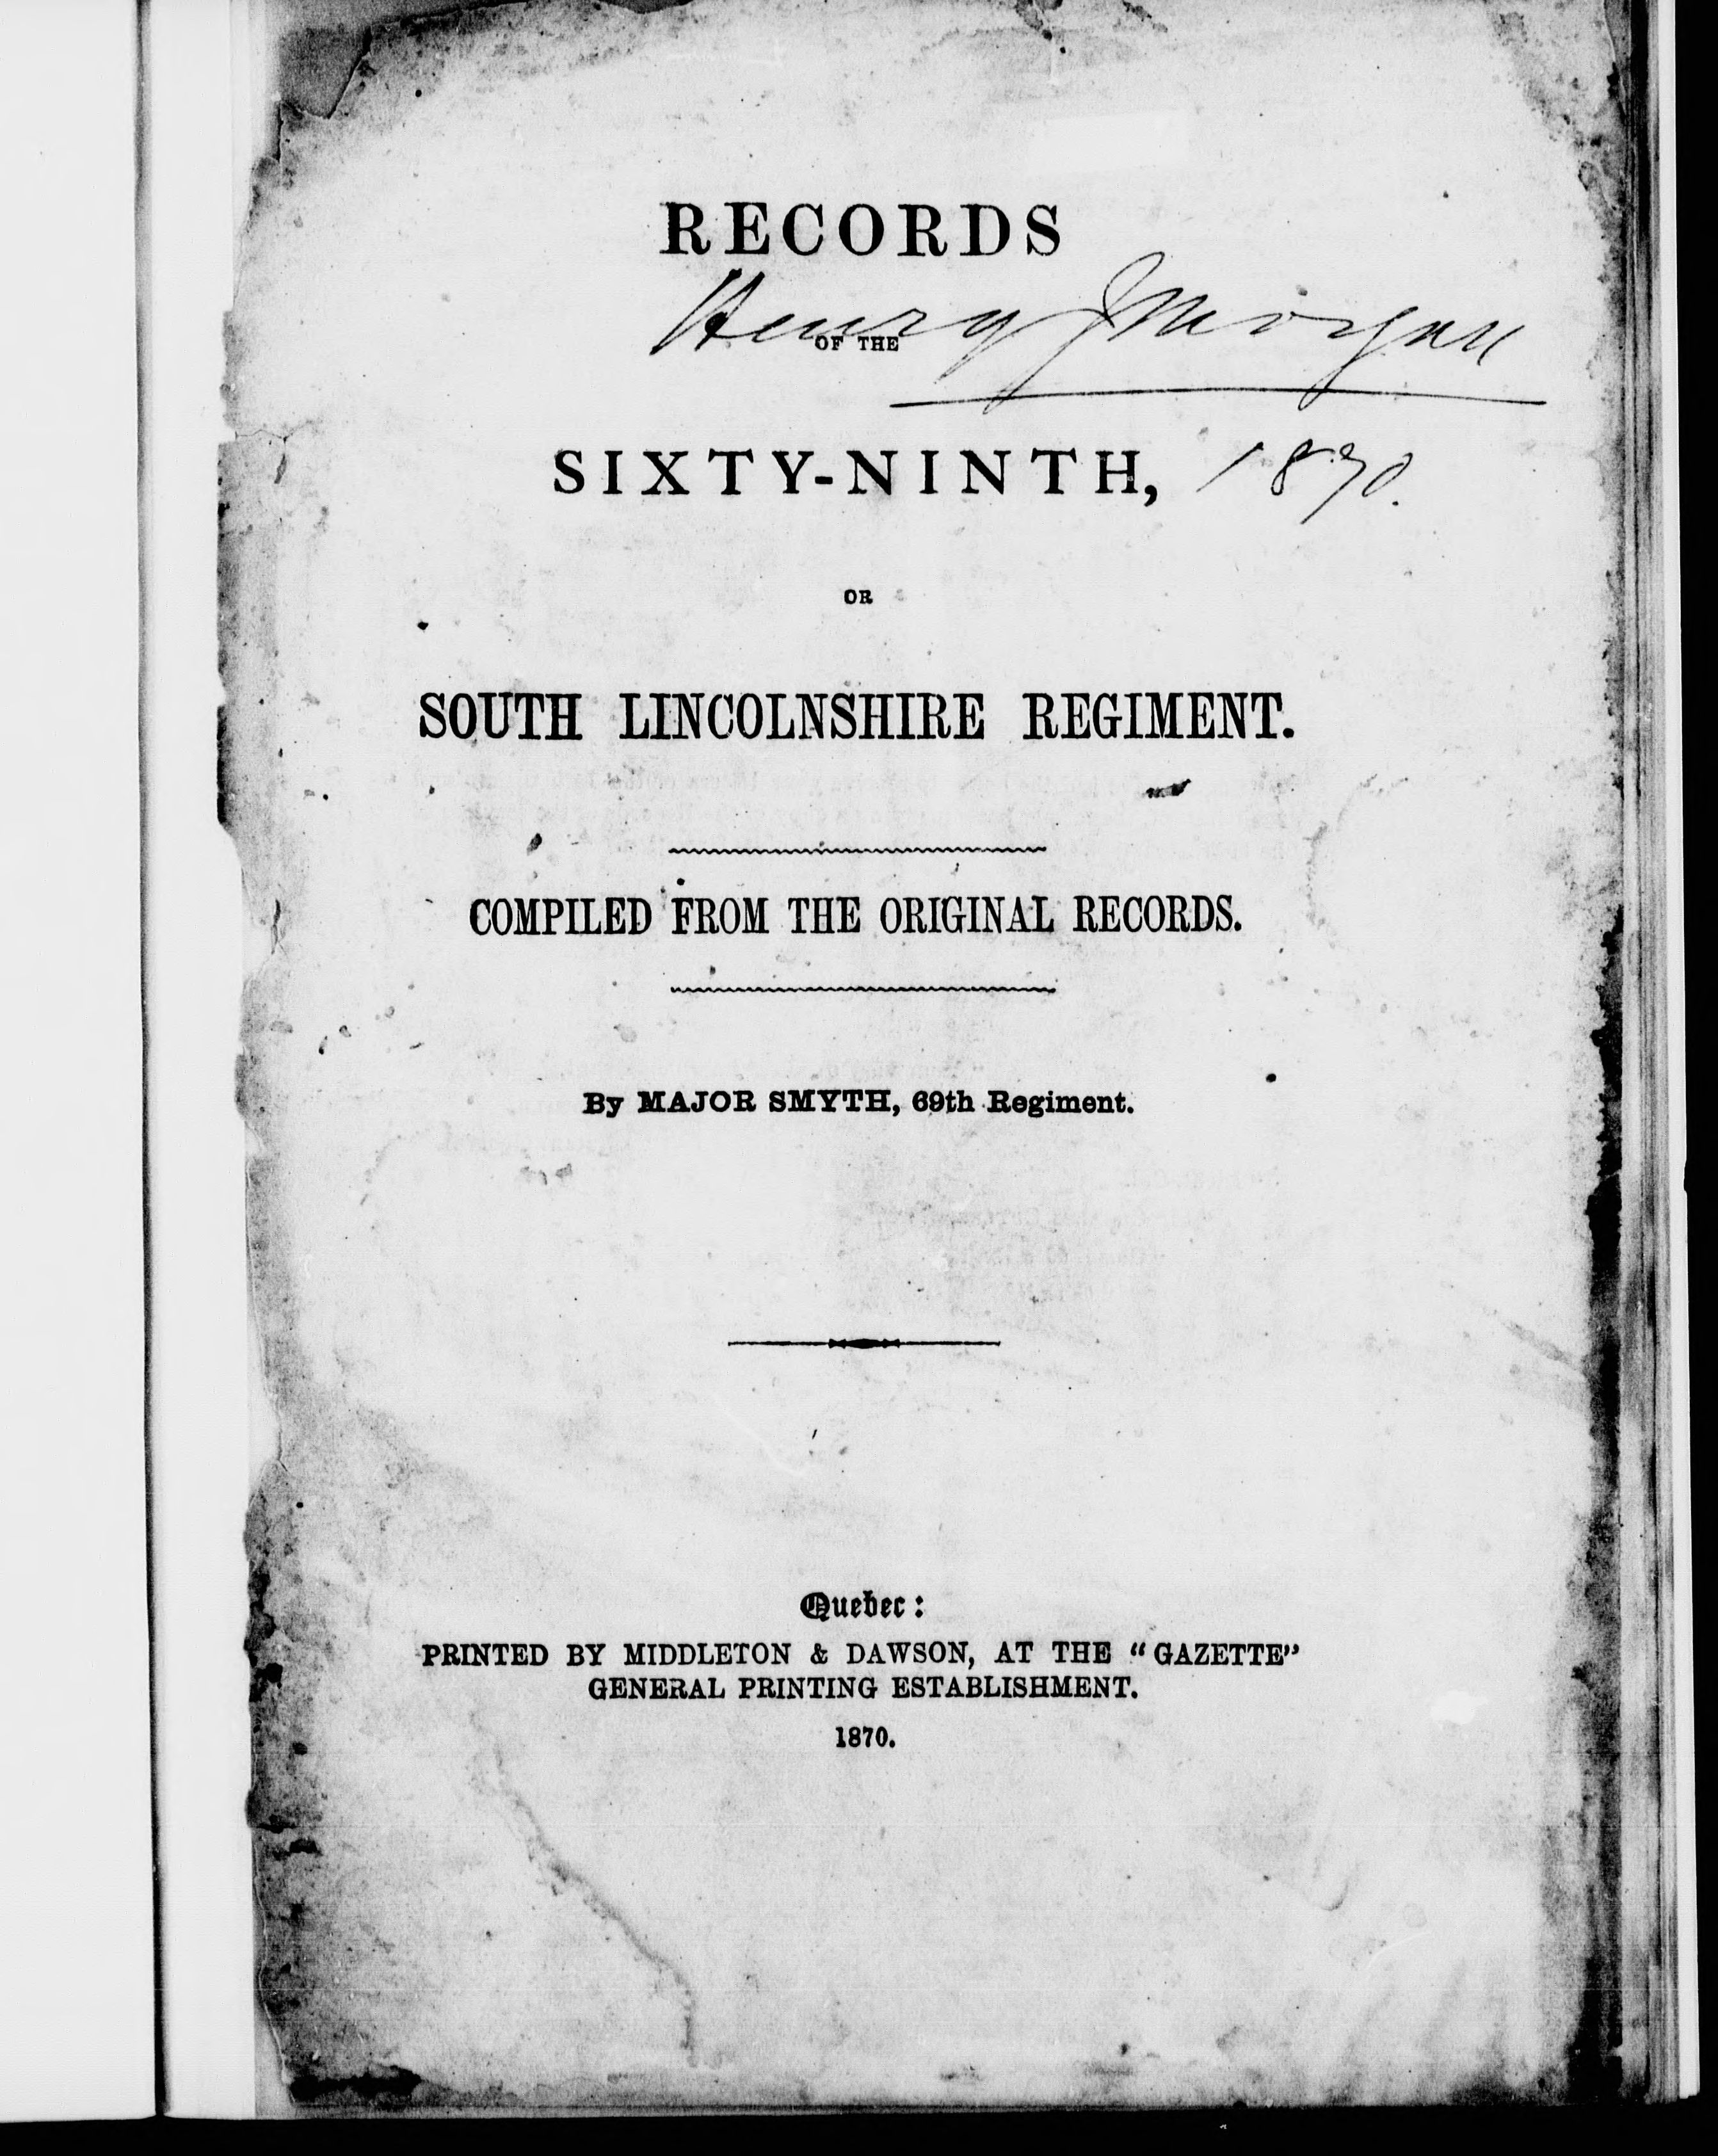 RECORDS
Henry J Morgan
OF THE
SIXTY-NINTH, 1870.
OR
SOUTH LINCOLNSHIRE REGIMENT.
COMPILED FROM THE ORIGINAL RECORDS.
By MAJOR SMYTH, 69th Regiment.
Quebec:
PRINTED BY MIDDLETON & DAWSON, AT THE "GAZETTE"
GENERAL PRINTING ESTABLISHMENT.
1870.